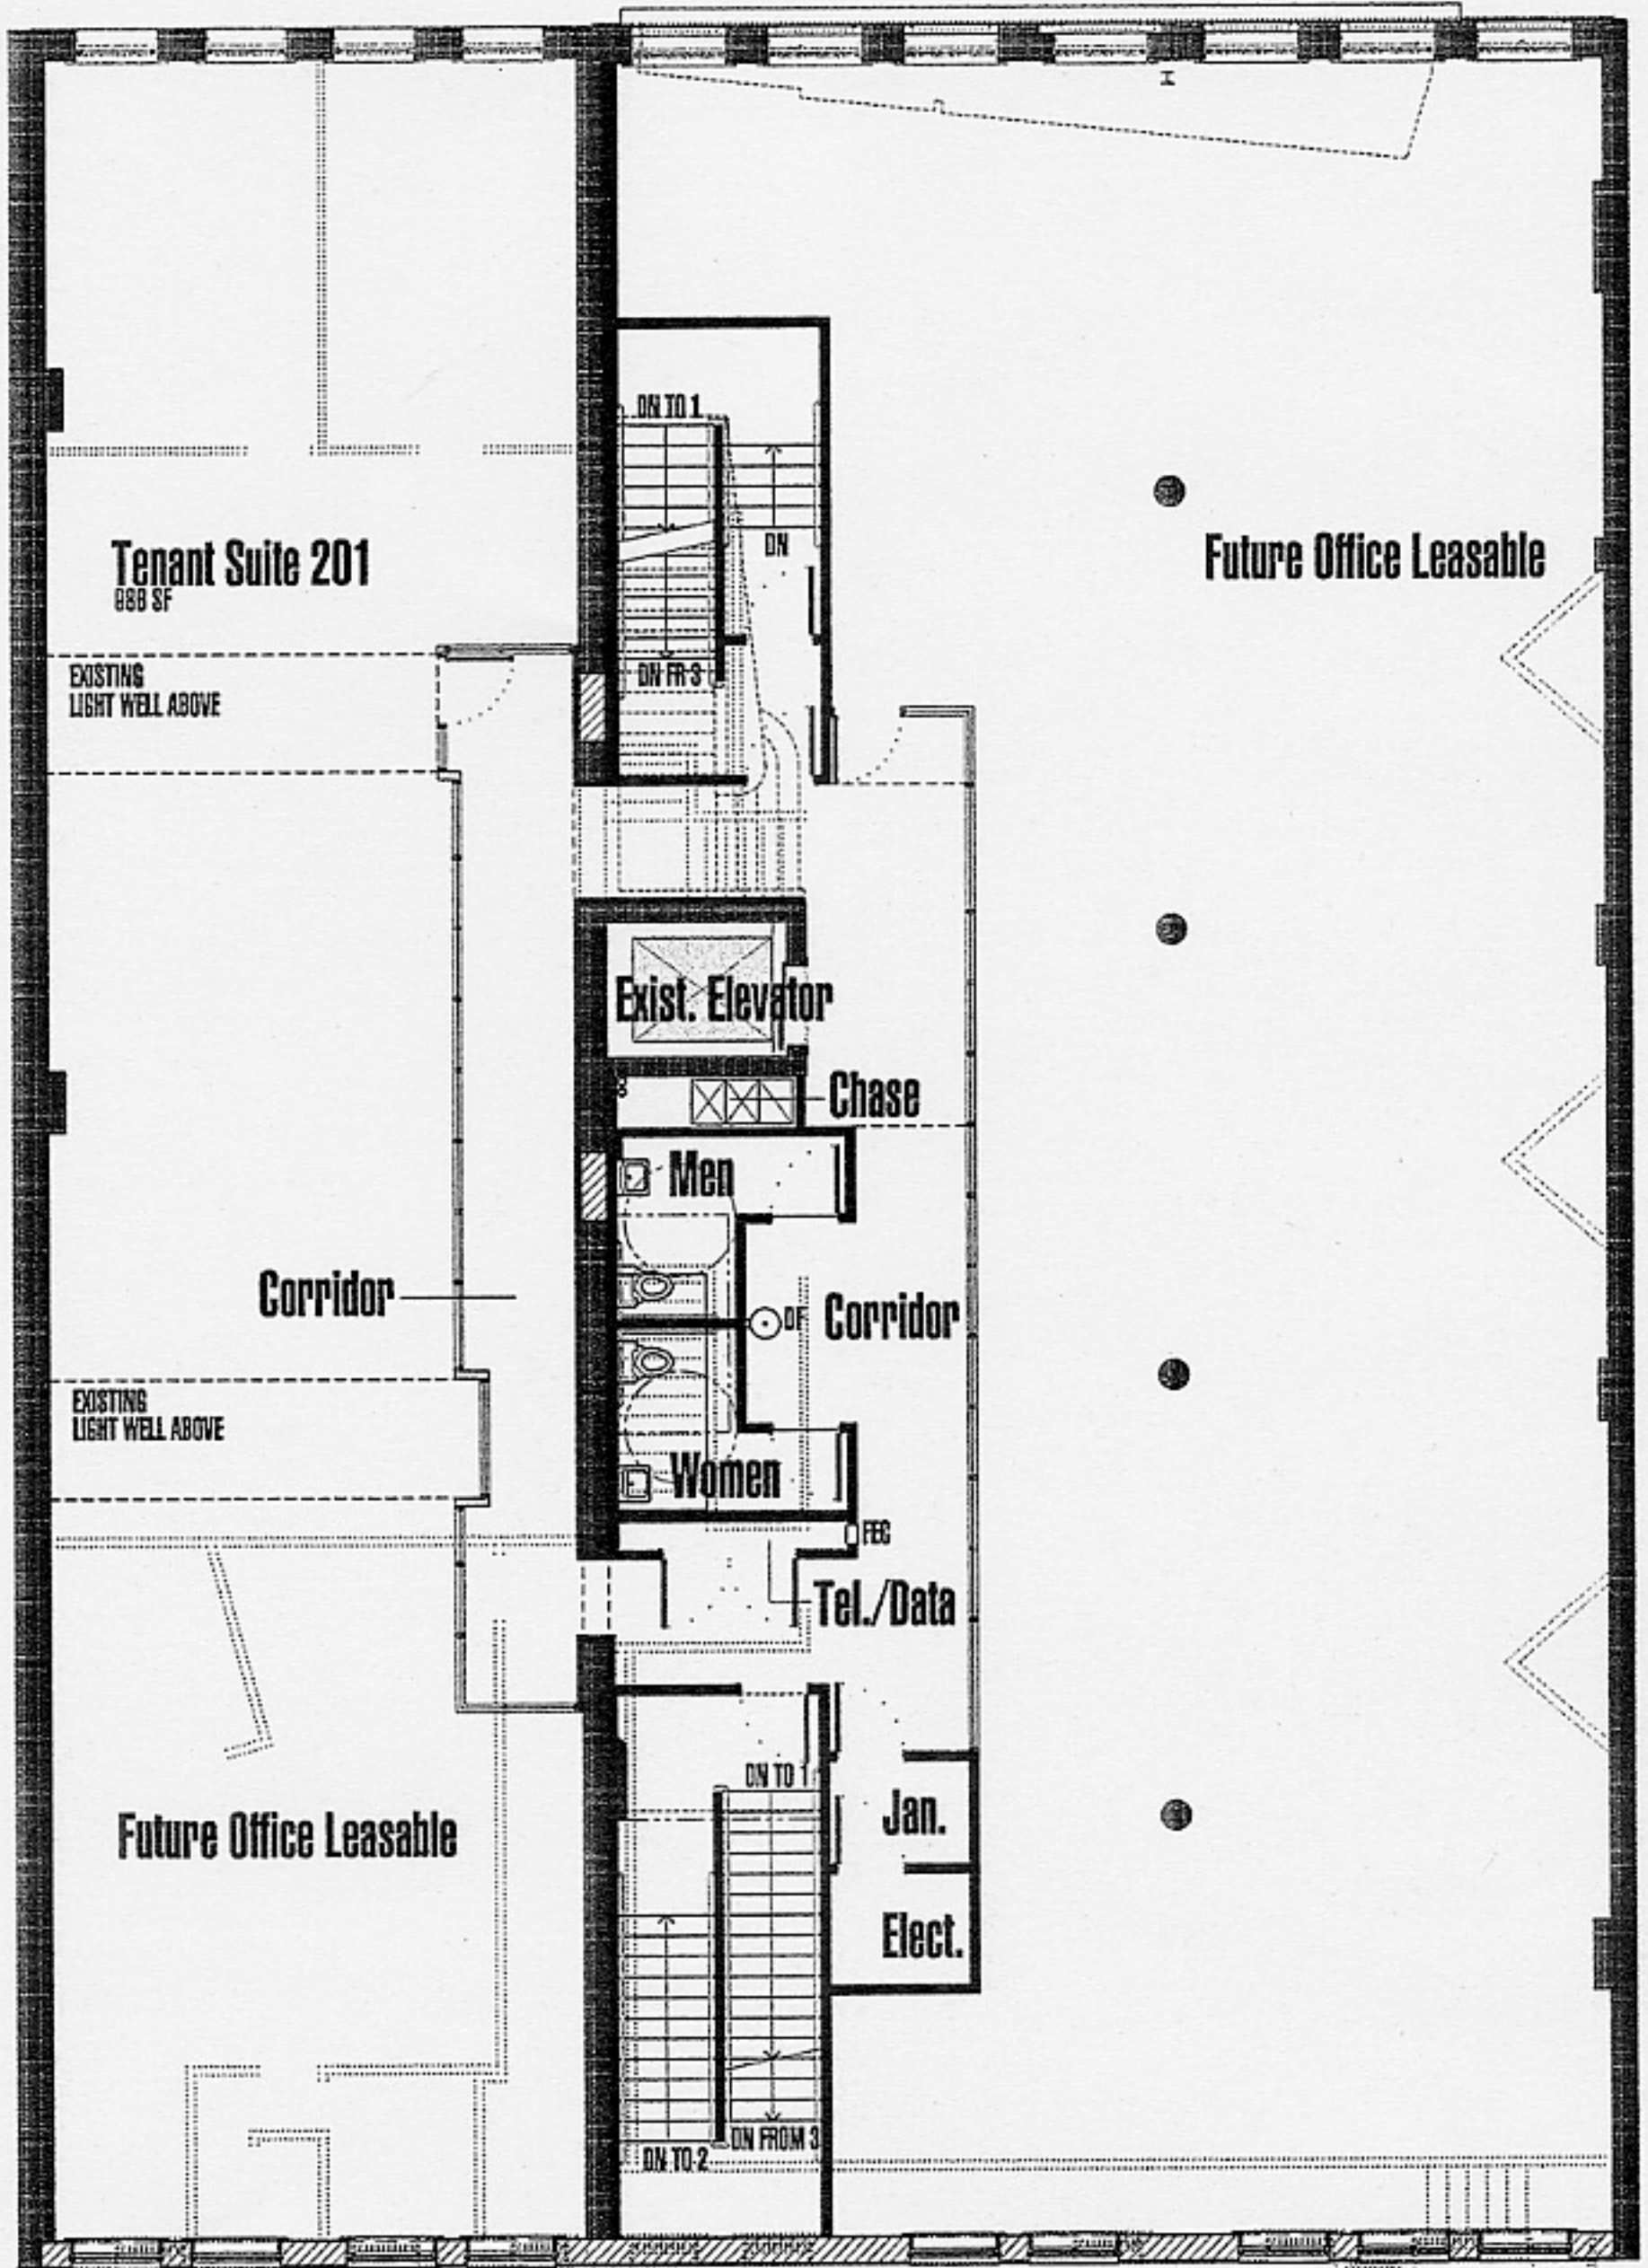 DN TO 1
DN
Tenant Suite 201
888 SF
Future Office Leasable
EXISTING
LIGHT WELL ABOVE
DN FR 3
Exist. Elevator
Chase
Men
Corridor
DF
Corridor
EXISTING
LIGHT WELL ABOVE
Women
FEC
Tel./Data
DN TO 1
Jan.
Future Office Leasable
Elect.
DN FROM 3
DN TO 2